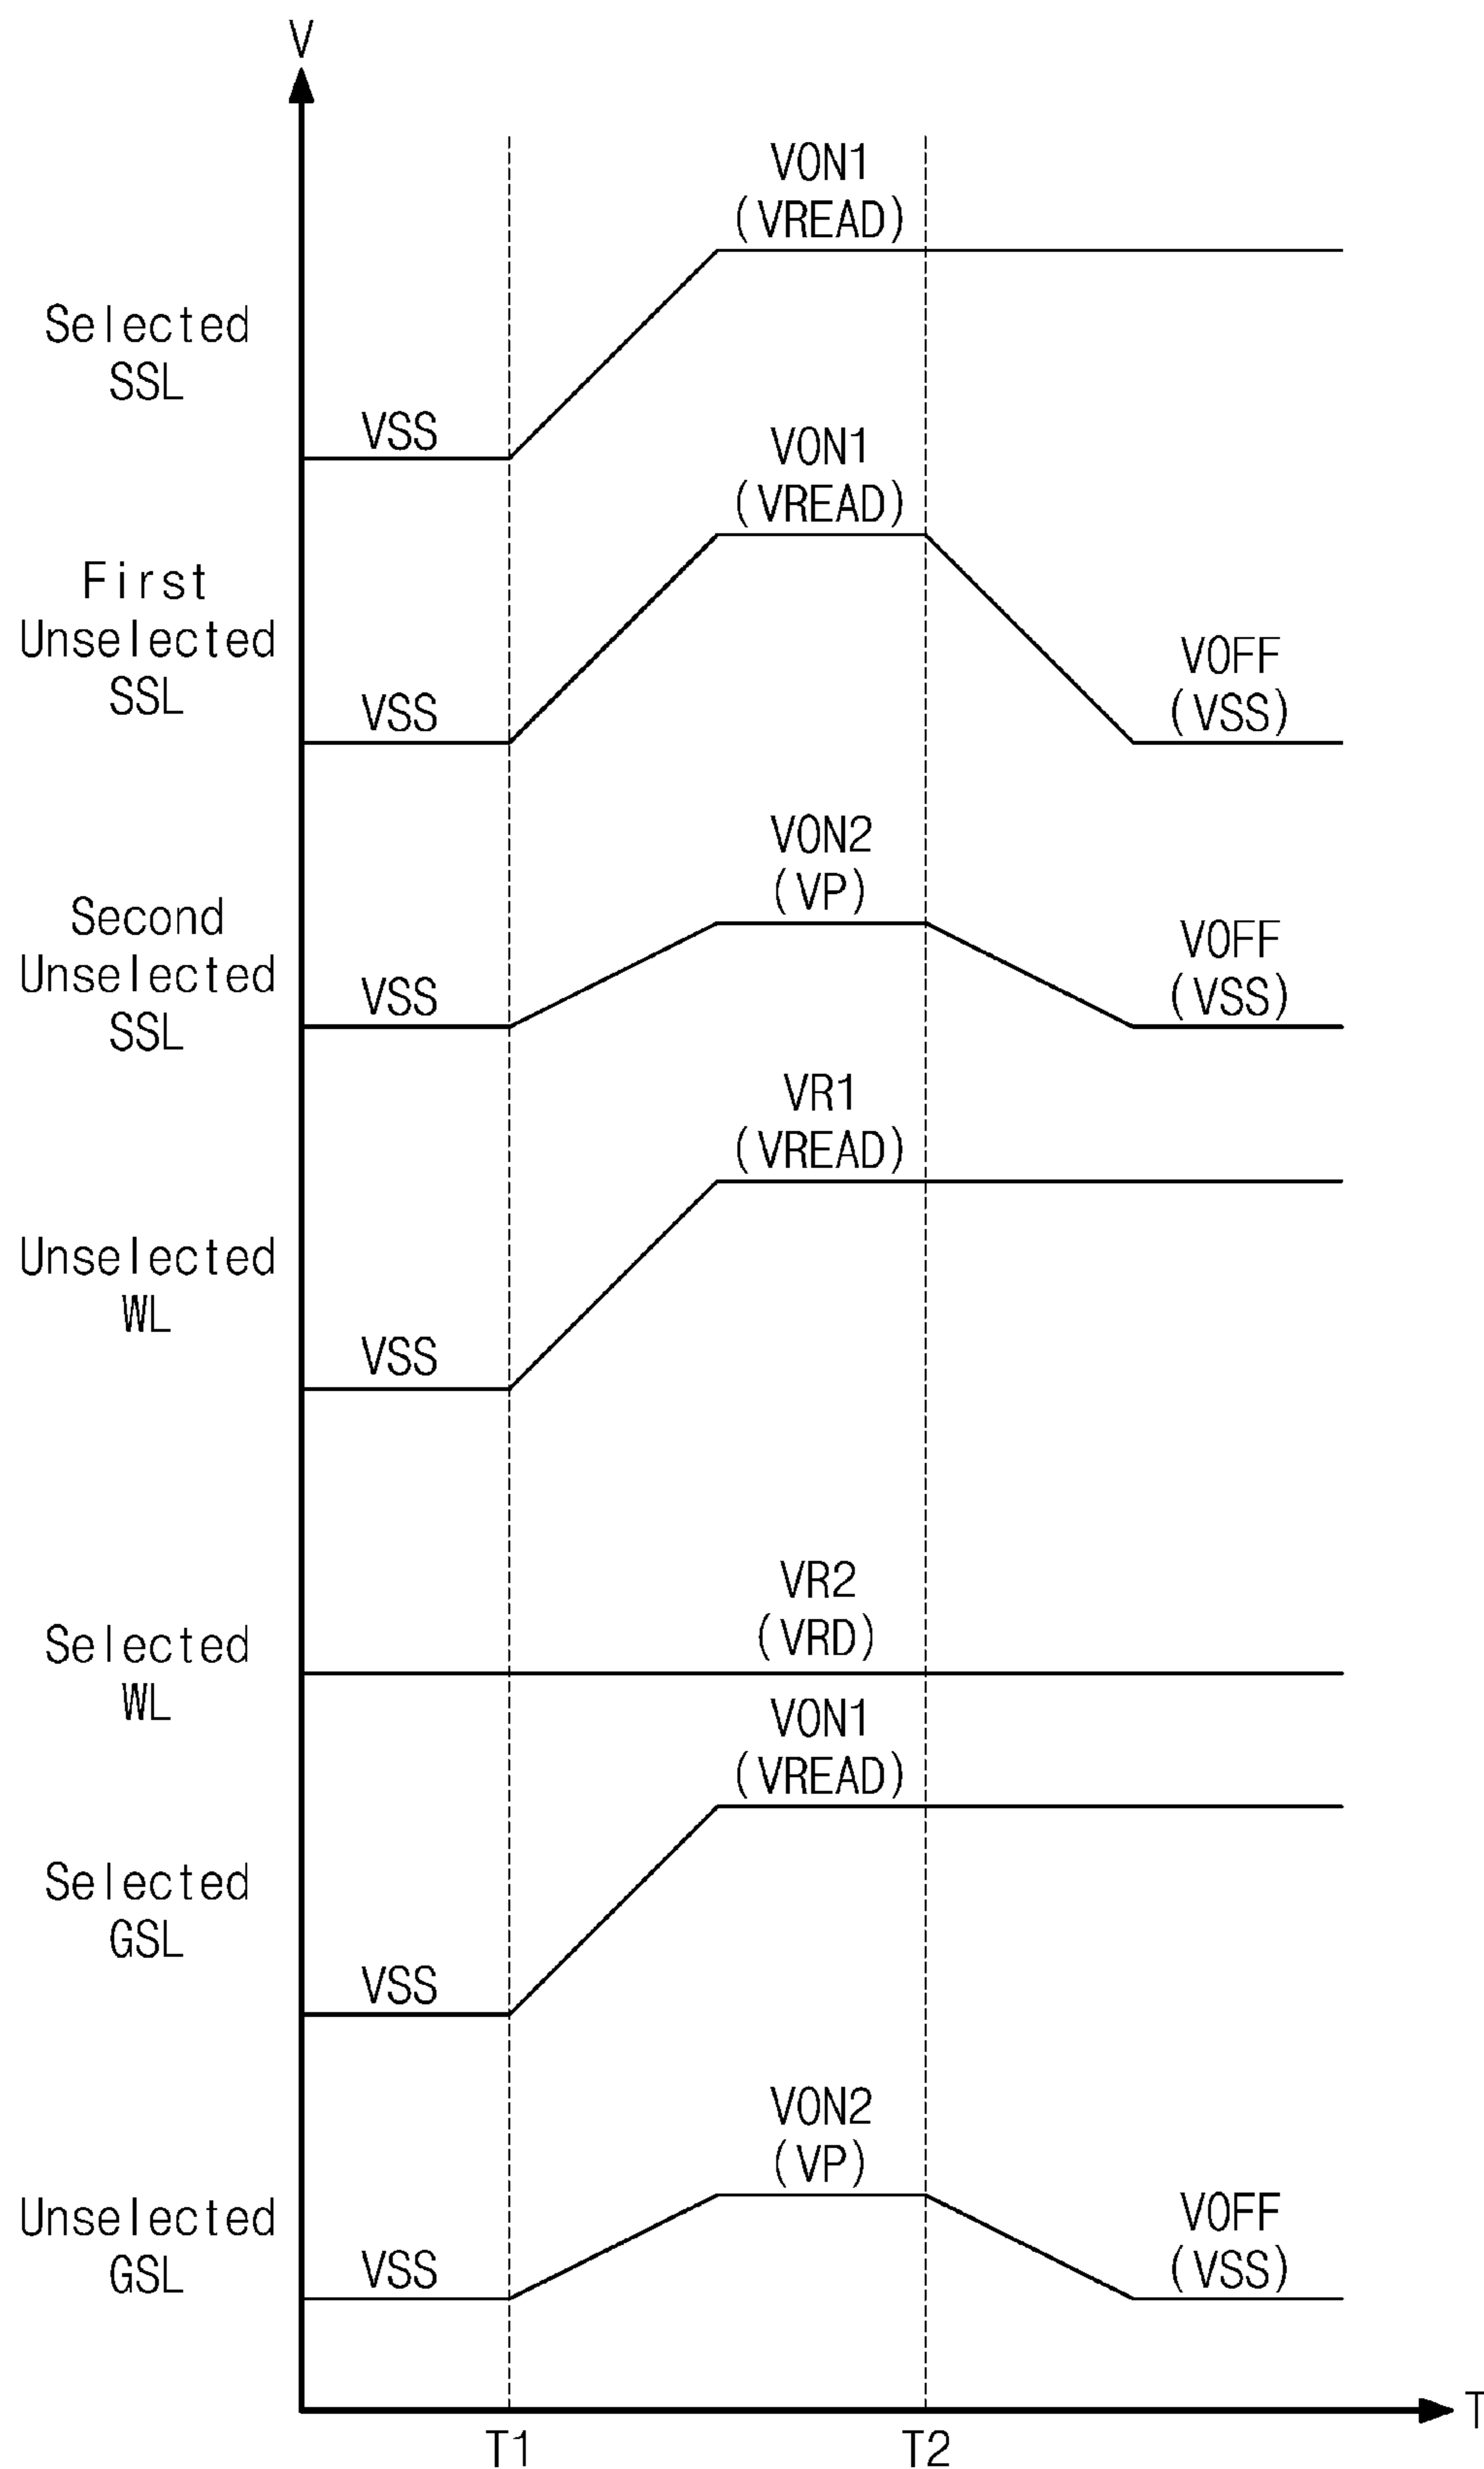 V
VON1
(VREAD)
Selected
SSL
VSS
VON1
(VREAD)
First
Unselected
SSL
VSS
VOFF
(VSS)
VON2
(VP)
Second
Unselected
SSL
VSS
VOFF
(VSS)
VR1
(VREAD)
Unselected
WL
VSS
VR2
(VRD)
Selected
WL
VON1
(VREAD)
Selected
GSL
VSS
VON2
(VP)
Unselected
GSL
VSS
VOFF
(VSS)
T
T1
T2